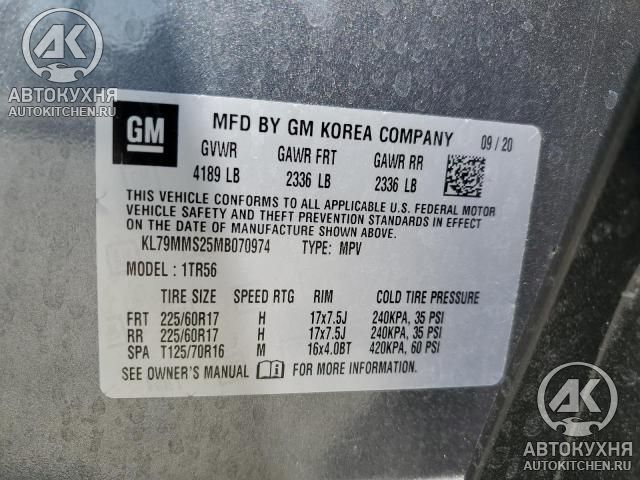 АК
АВТОКУХНЯ
AUTOKITCHEN.RU
GM
MFD BY GM KOREA COMPANY 09 / 20
GVWR GAWR FRT GAWR RR
4189 LB 2336 LB 2336 LB
THIS VEHICLE CONFORMS TO ALL APPLICABLE U.S. FEDERAL MOTOR
VEHICLE SAFETY AND THEFT PREVENTION STANDARDS IN EFFECT
ON THE DATE OF MANUFACTURE SHOWN ABOVE.
KL79MMS25MB070974 TYPE: MPV
MODEL : 1TR56
TIRE SIZE SPEED RTG RIM COLD TIRE PRESSURE
FRT 225/60R17 H 17x7.5J 240KPA, 35 PSI
RR 225/60R17 H 17x7.5J 240KPA, 35 PSI
SPA T125/70R16 M 16x4.0BT 420KPA, 60 PSI
SEE OWNER'S MANUAL FOR MORE INFORMATION.
АК
АВТОКУХНЯ
AUTOKITCHEN.RU